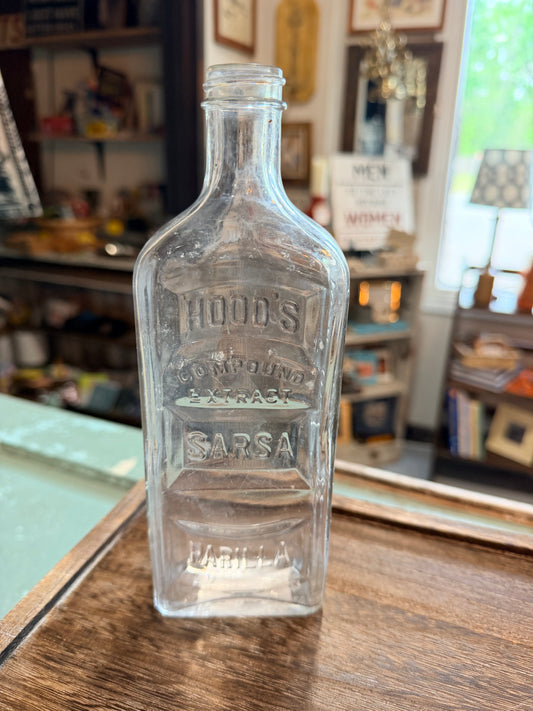 HOOD'S
COMPOUND
EXTRACT
SARSA
PARILLA
MEN
WOMEN